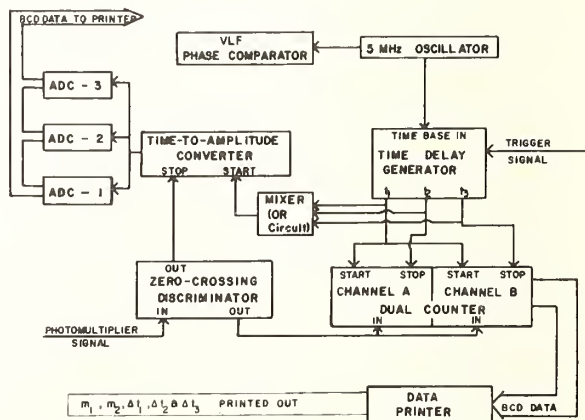 BCD DATA TO PRINTER
VLF
PHASE COMPARATOR
5 MHz OSCILLATOR
ADC - 3
ADC - 2
ADC - 1
TIME-TO-AMPLITUDE
CONVERTER
STOP START
TIME BASE IN
TIME DELAY
GENERATOR
t₁ t₂ t₃
TRIGGER
SIGNAL
MIXER
(OR
Circuit)
OUT
ZERO-CROSSING
DISCRIMINATOR
IN OUT
PHOTOMULTIPLIER
SIGNAL
START STOP START STOP
CHANNEL A CHANNEL B
DUAL COUNTER
IN IN
m₁, m₂, Δt₁, Δt₂ & Δt₃ PRINTED OUT
DATA
PRINTER
BCD DATA